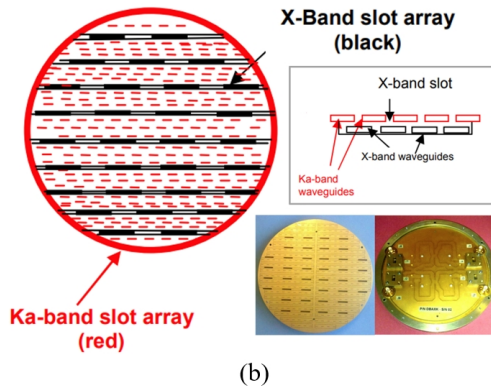 X-Band slot array
(black)
X-band slot
X-band waveguides
Ka-band
waveguides
Ka-band slot array
(red)
(b)